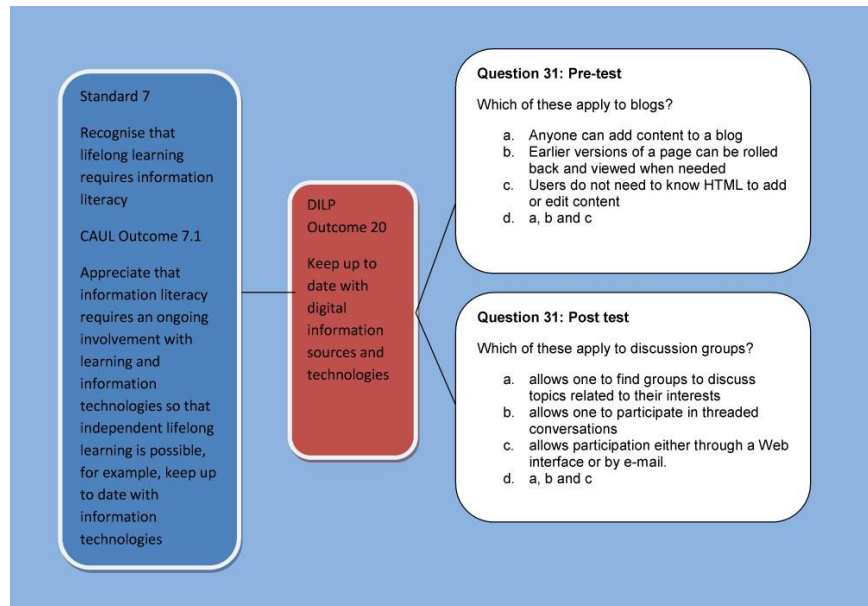 Standard 7
Recognise that
lifelong learning
requires information
literacy
CAUL Outcome 7.1
Appreciate that
information literacy
requires an ongoing
involvement with
learning and
information
technologies so that
independent lifelong
learning is possible,
for example, keep up
to date with
information
technologies
DILP
Outcome 20
Keep up to
date with
digital
information
sources and
technologies
Question 31: Pre-test
Which of these apply to blogs?
a. Anyone can add content to a blog
b. Earlier versions of a page can be rolled
back and viewed when needed
c. Users do not need to know HTML to add
or edit content
d. a, b and c
Question 31: Post test
Which of these apply to discussion groups?
a. allows one to find groups to discuss
topics related to their interests
b. allows one to participate in threaded
conversations
c. allows participation either through a Web
interface or by e-mail.
d. a, b and c